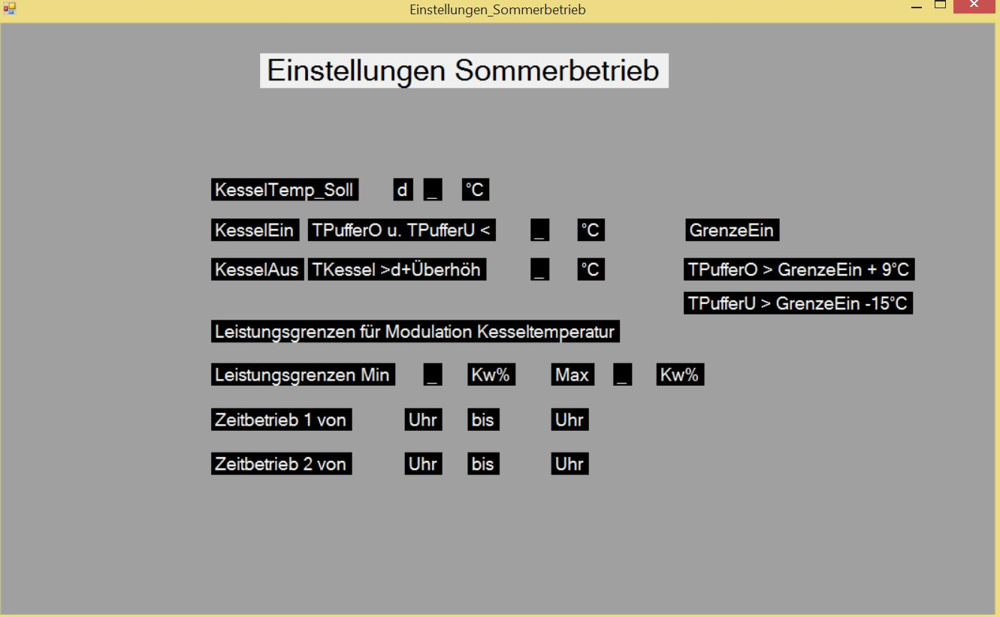 Einstellungen_Sommerbetrieb
Einstellungen Sommerbetrieb
KesselTemp_Soll d _ °C
KesselEin TPufferO u. TPufferU < _ °C GrenzeEin
KesselAus TKessel >d+Überhöh _ °C TPufferO > GrenzeEin + 9°C
TPufferU > GrenzeEin -15°C
Leistungsgrenzen für Modulation Kesseltemperatur
Leistungsgrenzen Min _ Kw% Max _ Kw%
Zeitbetrieb 1 von Uhr bis Uhr
Zeitbetrieb 2 von Uhr bis Uhr